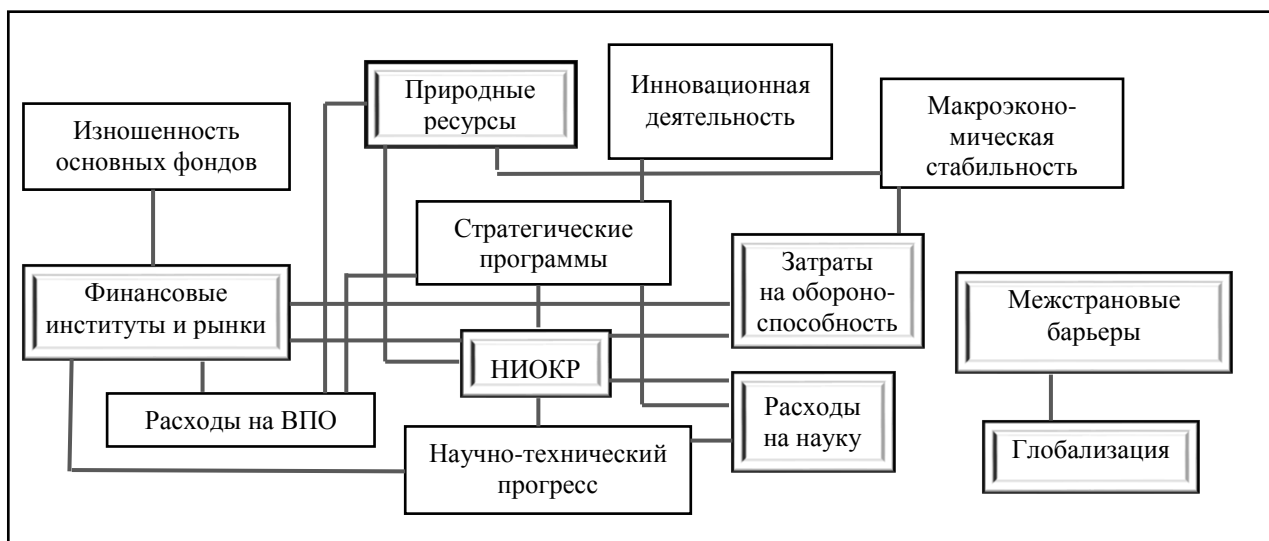 Природные
ресурсы
Инновационная
деятельность
Макроэконо-
мическая
стабильность
Изношенность
основных фондов
Стратегические
программы
Затраты
на обороно-
способность
Финансовые
институты и рынки
Межстрановые
барьеры
НИОКР
Расходы на ВПО
Расходы
на науку
Научно-технический
прогресс
Глобализация